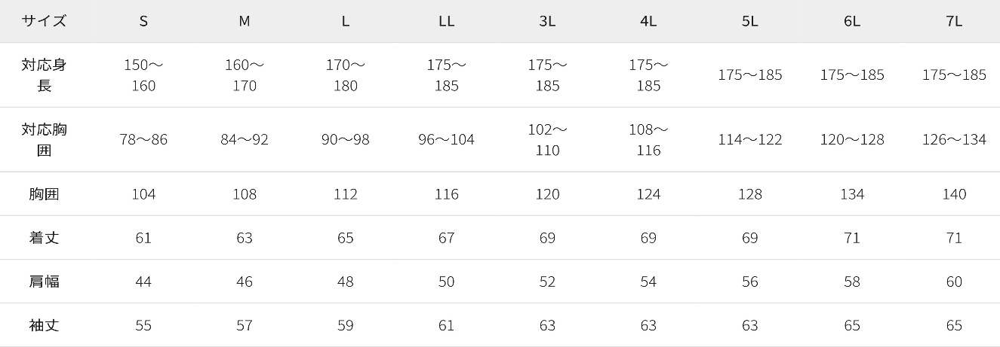 サイズ S M L LL 3L 4L 5L 6L 7L
対応身長 150～160 160～170 170～180 175～185 175～185 175～185 175～185 175～185 175～185
対応胸囲 78～86 84～92 90～98 96～104 102～110 108～116 114～122 120～128 126～134
胸囲 104 108 112 116 120 124 128 134 140
着丈 61 63 65 67 69 69 69 71 71
肩幅 44 46 48 50 52 54 56 58 60
袖丈 55 57 59 61 63 63 63 65 65